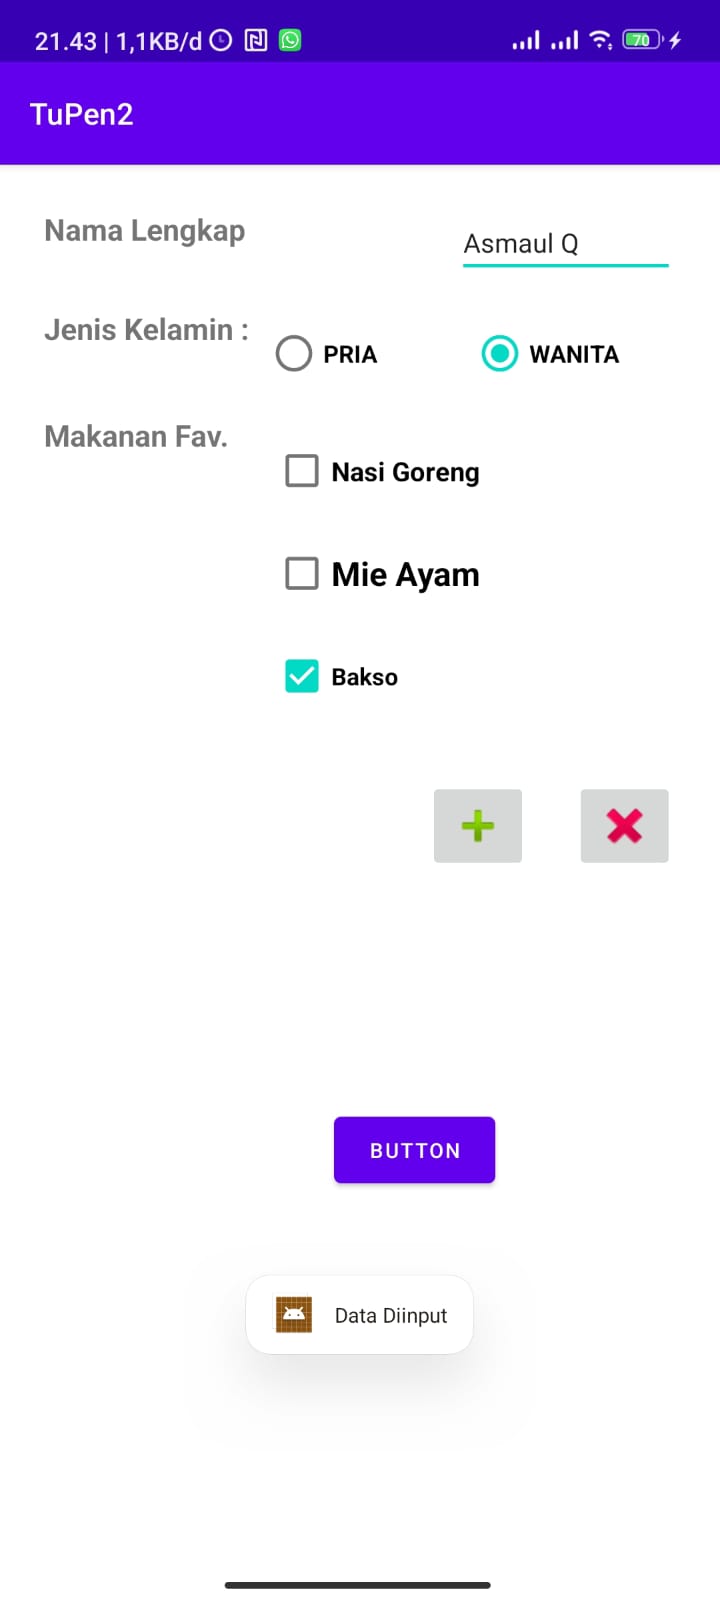 21.43 | 1,1KB/d
70
TuPen2
Nama Lengkap
Asmaul Q
Jenis Kelamin :
PRIA
WANITA
Makanan Fav.
Nasi Goreng
Mie Ayam
Bakso
BUTTON
Data Diinput